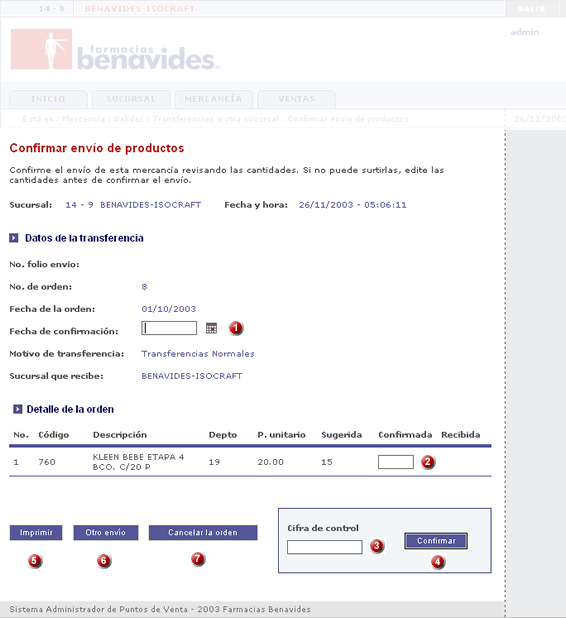 14 - 9 BENAVIDES-ISOCRAFT SALIR
admin
farmacias
benavides
INICIO SUCURSAL MERCANCÍA VENTAS
Está en : Mercancía : Salidas : Transferencias a otra sucursal : Confirmar envío de productos 26/11/2003
Confirmar envío de productos
Confirme el envío de esta mercancía revisando las cantidades. Si no puede surtirlas, edite las
cantidades antes de confirmar el envío.
Sucursal: 14 - 9 BENAVIDES-ISOCRAFT Fecha y hora: 26/11/2003 - 05:06:11
Datos de la transferencia
No. folio envio:
No. de orden: 8
Fecha de la orden: 01/10/2003
Fecha de confirmación: 1
Motivo de transferencia: Transferencias Normales
Sucursal que recibe: BENAVIDES-ISOCRAFT
Detalle de la orden
No. Código Descripción Depto P. unitario Sugerida Confirmada Recibida
1 760 KLEEN BEBE ETAPA 4 19 20.00 15 2
BCO. C/20 P
Cifra de control
Imprimir Otro envío Cancelar la orden Confirmar
3
5 6 7 4
Sistema Administrador de Puntos de Venta - 2003 Farmacias Benavides